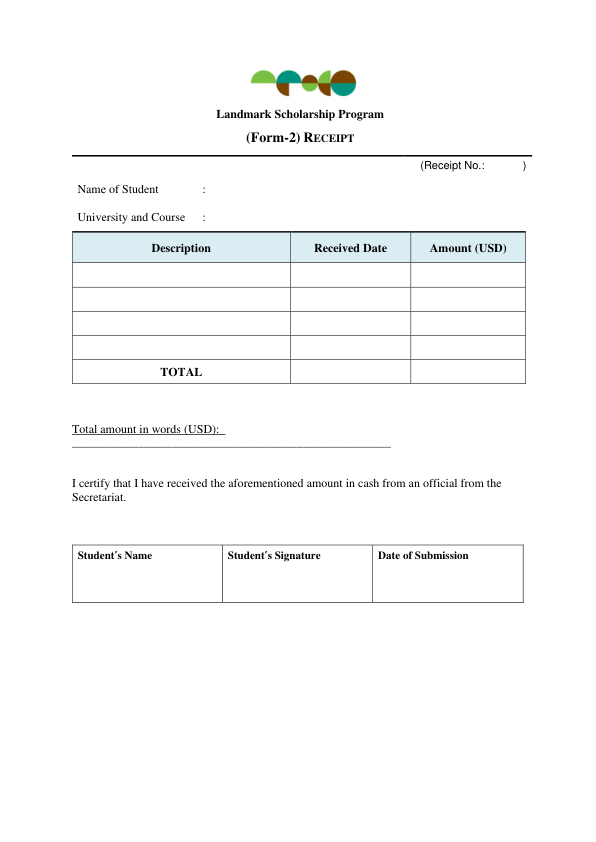 Landmark Scholarship Program
(Form-2) RECEIPT
(Receipt No.: )
Name of Student :
University and Course :
Description Received Date Amount (USD)
TOTAL
Total amount in words (USD):
I certify that I have received the aforementioned amount in cash from an official from the
Secretariat.
Student′s Name Student′s Signature Date of Submission